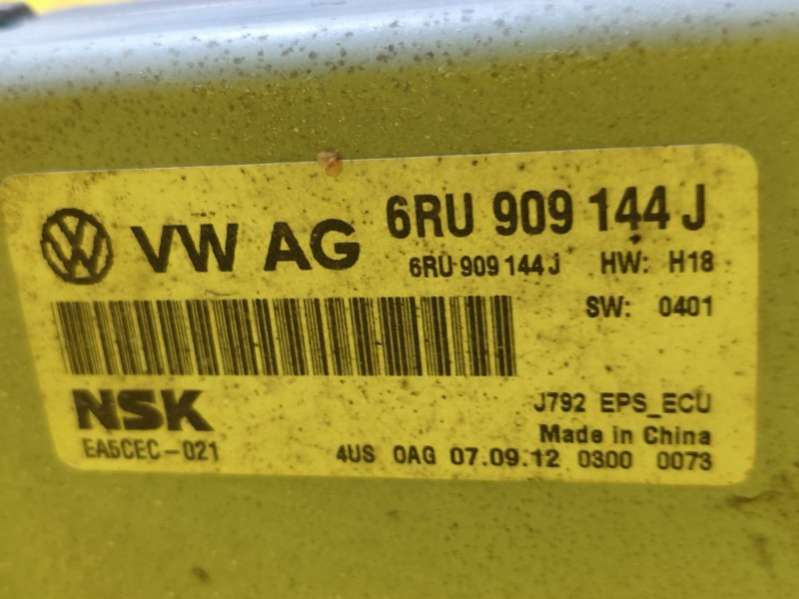 VW AG 6RU 909 144 J
6RU 909 144 J HW: H18
SW: 0401
NSK
J792 EPS_ECU
Made in China
EA5CEC-021
4US 0AG 07.09.12 0300 0073